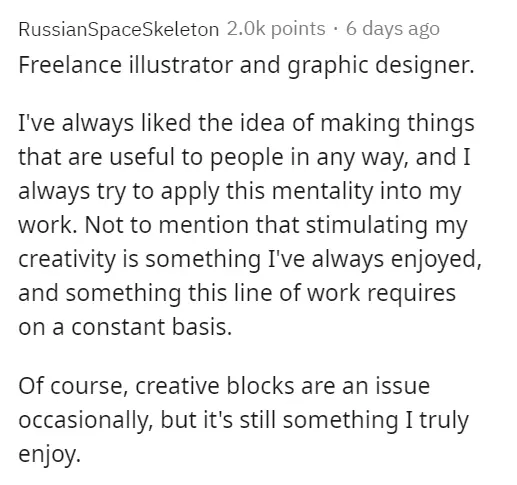 RussianSpaceSkeleton 2.0k points · 6 days ago
Freelance illustrator and graphic designer.
I've always liked the idea of making things
that are useful to people in any way, and I
always try to apply this mentality into my
work. Not to mention that stimulating my
creativity is something I've always enjoyed,
and something this line of work requires
on a constant basis.
Of course, creative blocks are an issue
occasionally, but it's still something I truly
enjoy.